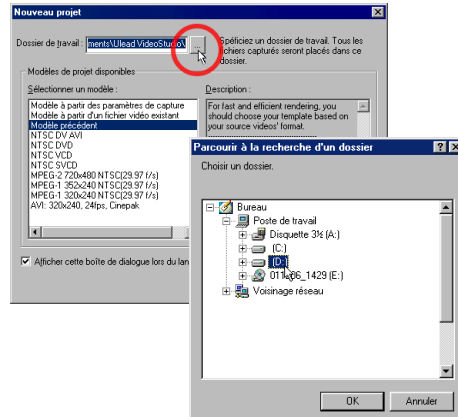 Nouveau projet
Dossier de travail : ments\Ulead VideoStudio\ ...
Spéficiez un dossier de travail. Tous les
fichiers capturés seront placés dans ce
dossier.
Modèles de projet disponibles
Sélectionner un modèle :
Modèle à partir des paramètres de capture
Modèle à partir d'un fichier vidéo existant
Modèle précédent
NTSC DV AVI
NTSC DVD
NTSC VCD
NTSC SVCD
MPEG-2 720x480 NTSC(29.97 f/s)
MPEG-1 352x240 NTSC(29.97 f/s)
MPEG-1 320x240 NTSC(29.97 f/s)
AVI: 320x240, 24fps, Cinepak
Description :
For fast and efficient rendering, you
should choose your template based on
your source videos' format.
Afficher cette boîte de dialogue lors du lan
Parcourir à la recherche d'un dossier
Choisir un dossier.
Bureau
Poste de travail
Disquette 3½ (A:)
(C:)
(D:)
(E:)
Voisinage réseau
OK
Annuler